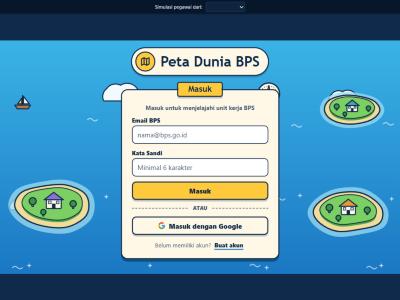 Simulasi pegawai dari:
Peta Dunia BPS
Masuk
Masuk untuk menjelajahi unit kerja BPS
Email BPS
nama@bps.go.id
Kata Sandi
Minimal 6 karakter
Masuk
ATAU
Masuk dengan Google
Belum memiliki akun? Buat akun